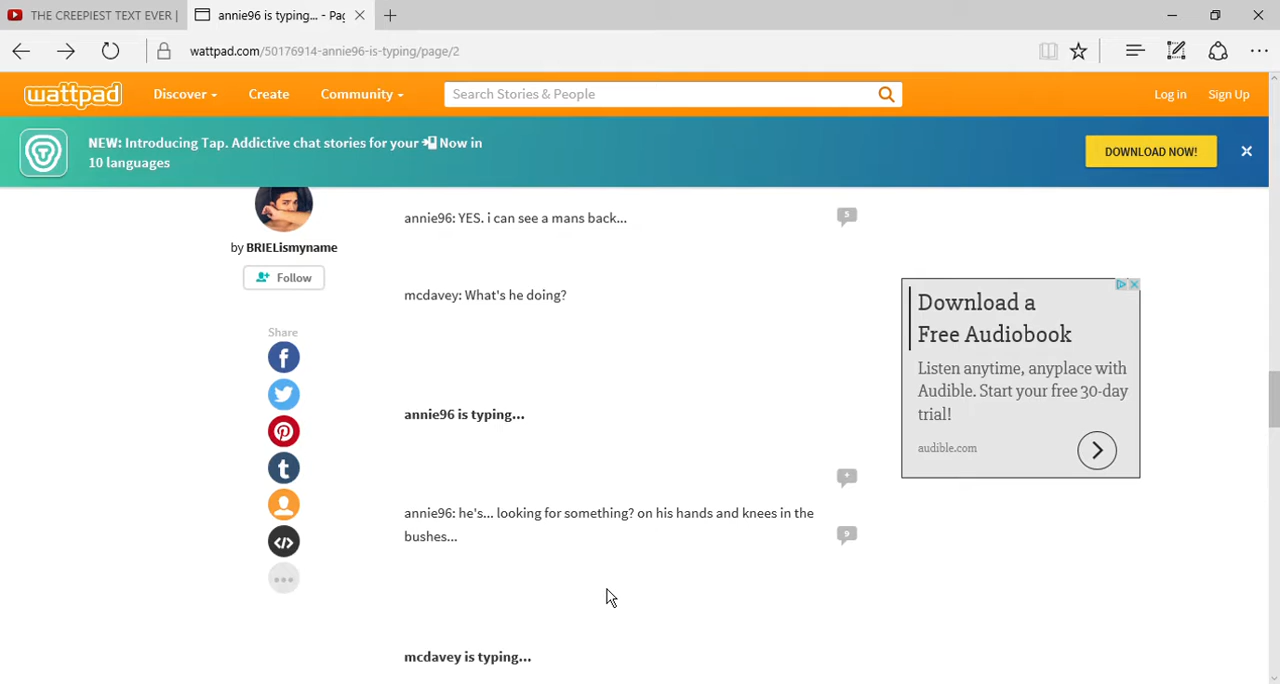 THE CREEPIEST TEXT EVER |
annie96 is typing... - Pag
wattpad.com/50176914-annie96-is-typing/page/2
wattpad
Discover
Create
Community
Search Stories & People
Log in
Sign Up
NEW: Introducing Tap. Addictive chat stories for your 📲 Now in
10 languages
DOWNLOAD NOW!
by BRIELismyname
Follow
Share
annie96: YES. i can see a mans back...
5
mcdavey: What's he doing?
annie96 is typing...
+
annie96: he's... looking for something? on his hands and knees in the
bushes...
9
mcdavey is typing...
Download a
Free Audiobook
Listen anytime, anyplace with
Audible. Start your free 30-day
trial!
audible.com